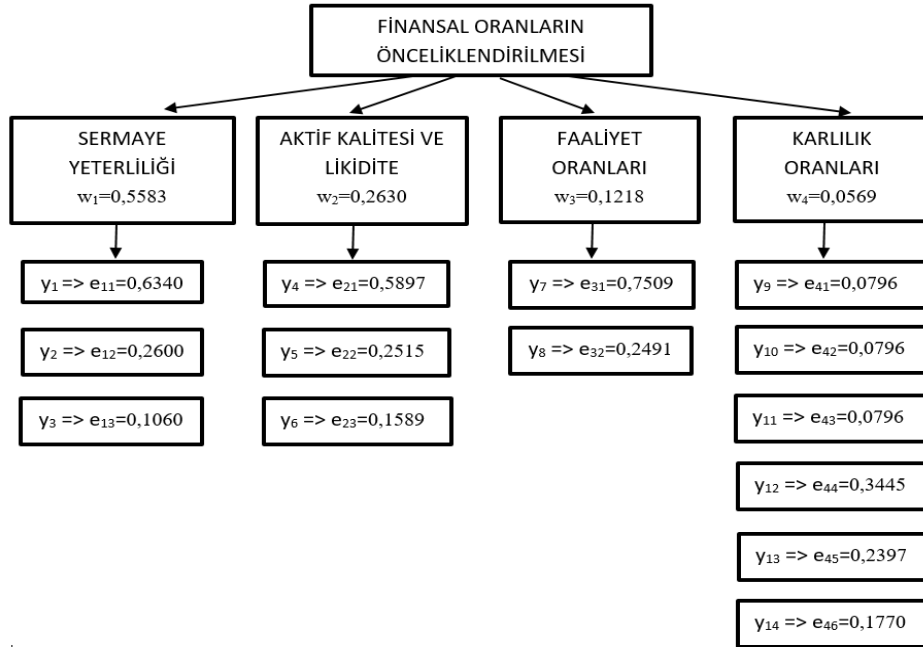 FİNANSAL ORANLARIN
ÖNCELİKLENDİRİLMESİ
SERMAYE
YETERLİLİĞİ
w₁=0,5583
AKTİF KALİTESİ VE
LİKİDİTE
w₂=0,2630
FAALİYET
ORANLARI
w₃=0,1218
KARLILIK
ORANLARI
w₄=0,0569
y₁ => e₁₁=0,6340
y₂ => e₁₂=0,2600
y₃ => e₁₃=0,1060
y₄ => e₂₁=0,5897
y₅ => e₂₂=0,2515
y₆ => e₂₃=0,1589
y₇ => e₃₁=0,7509
y₈ => e₃₂=0,2491
y₉ => e₄₁=0,0796
y₁₀ => e₄₂=0,0796
y₁₁ => e₄₃=0,0796
y₁₂ => e₄₄=0,3445
y₁₃ => e₄₅=0,2397
y₁₄ => e₄₆=0,1770